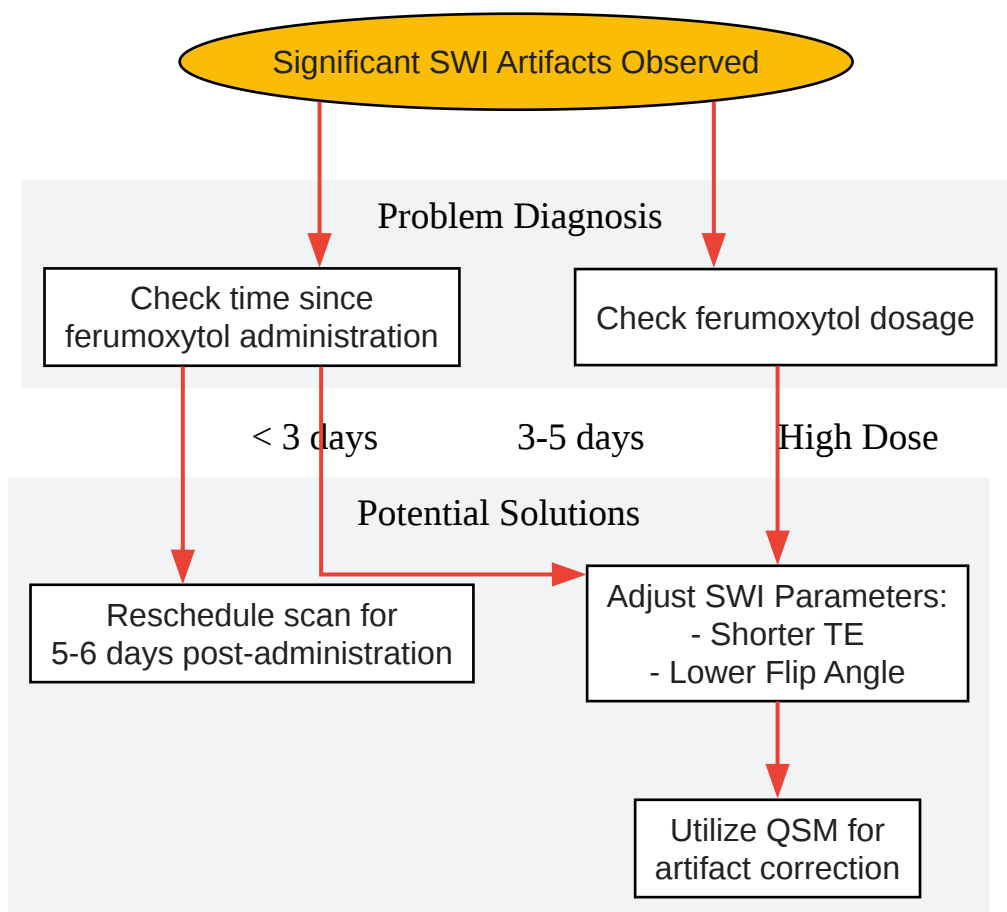 Significant SWI Artifacts Observed
Problem Diagnosis
Check time since
ferumoxytol administration
Check ferumoxytol dosage
< 3 days
3-5 days
High Dose
Potential Solutions
Reschedule scan for
5-6 days post-administration
Adjust SWI Parameters:
- Shorter TE
- Lower Flip Angle
Utilize QSM for
artifact correction